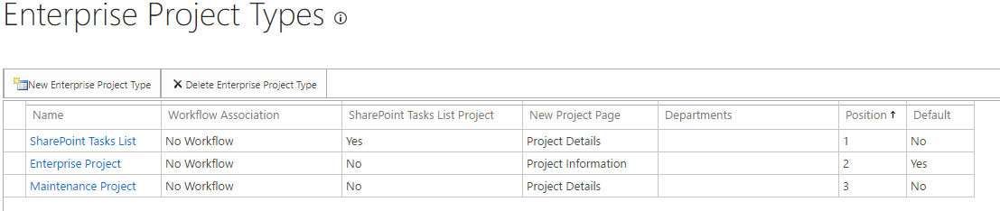 Enterprise Project Types
New Enterprise Project Type Delete Enterprise Project Type
Name Workflow Association SharePoint Tasks List Project New Project Page Departments Position Default
SharePoint Tasks List No Workflow Yes Project Details 1 No
Enterprise Project No Workflow No Project Information 2 Yes
Maintenance Project No Workflow No Project Details 3 No